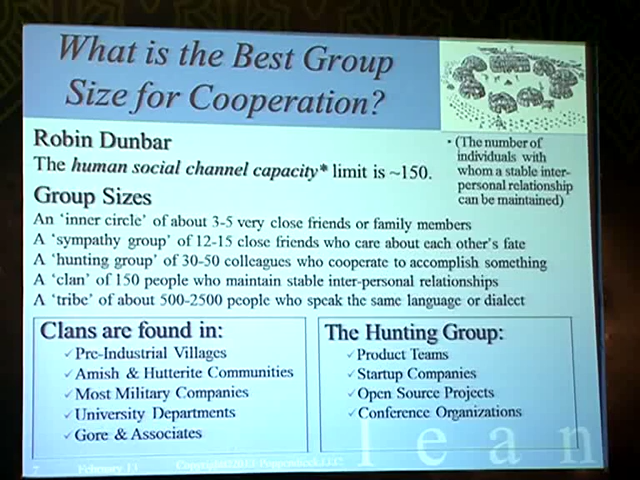 What is the Best Group
Size for Cooperation?
Robin Dunbar
The human social channel capacity* limit is ~150.
• (The number of
individuals with
whom a stable inter-
personal relationship
can be maintained)
Group Sizes
An ‘inner circle’ of about 3-5 very close friends or family members
A ‘sympathy group’ of 12-15 close friends who care about each other’s fate
A ‘hunting group’ of 30-50 colleagues who cooperate to accomplish something
A ‘clan’ of 150 people who maintain stable inter-personal relationships
A ‘tribe’ of about 500-2500 people who speak the same language or dialect
Clans are found in:
✓Pre-Industrial Villages
✓Amish & Hutterite Communities
✓Most Military Companies
✓University Departments
✓Gore & Associates
The Hunting Group:
✓Product Teams
✓Startup Companies
✓Open Source Projects
✓Conference Organizations
7 February 13
lean